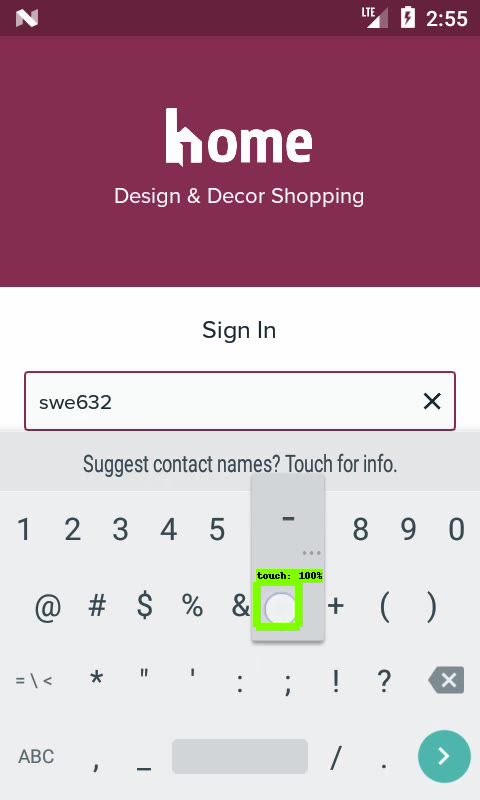 LTE 2:55
home
Design & Decor Shopping
Sign In
swe632
Suggest contact names? Touch for info.
1 2 3 4 5 - 8 9 0
touch: 100%
@ # $ % & + ( )
= \ < * " ' : ; ! ?
ABC , _ / .